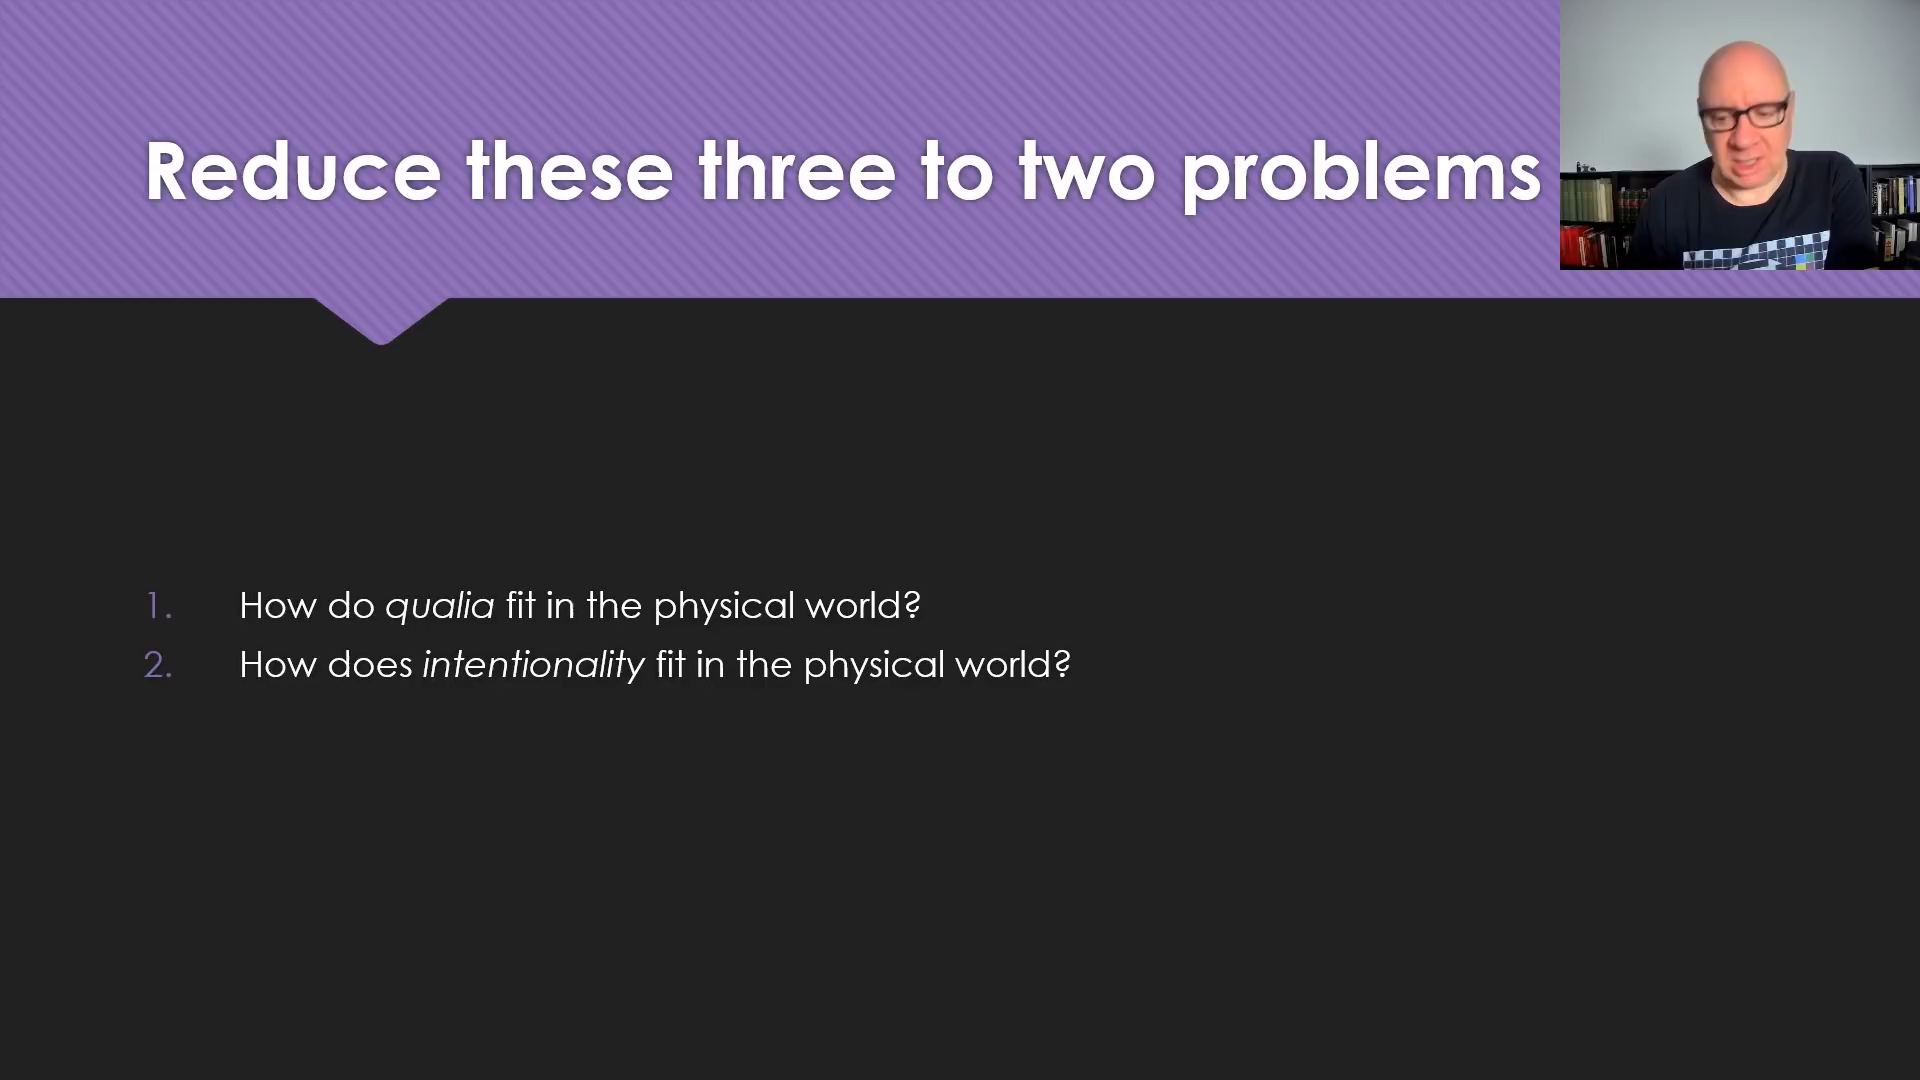 Reduce these three to two problems
1. How do qualia fit in the physical world?
2. How does intentionality fit in the physical world?